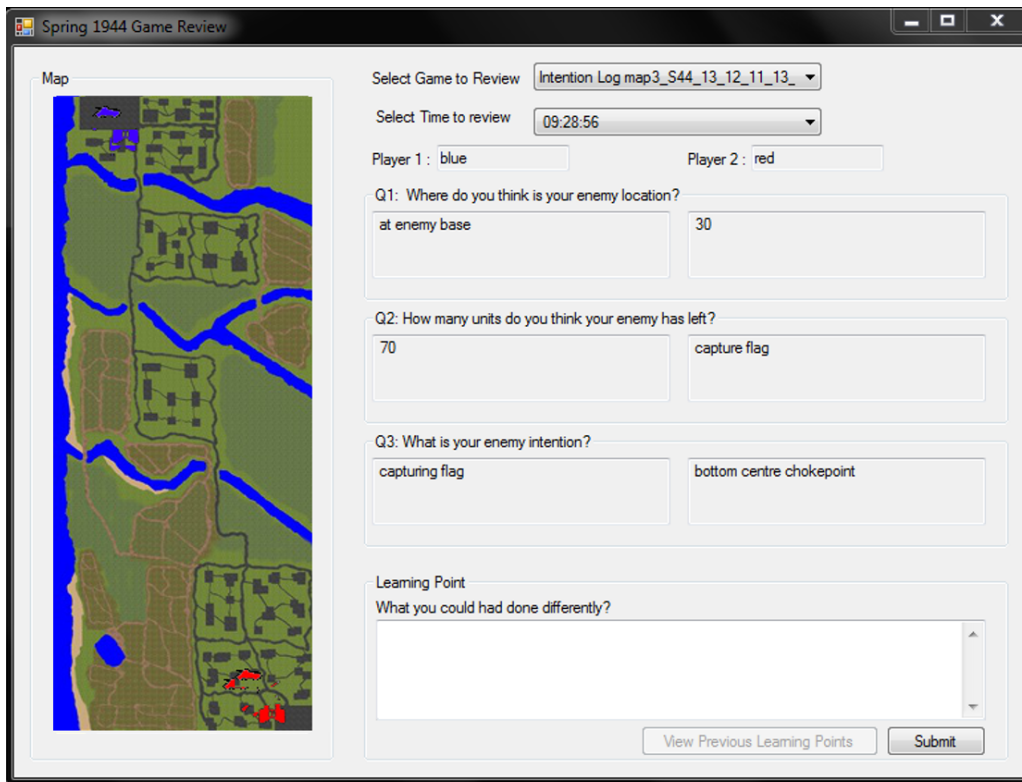 Spring 1944 Game Review
Map
Select Game to Review Intention Log map3_S44_13_12_11_13_
Select Time to review 09:28:56
Player 1 : blue Player 2 : red
Q1: Where do you think is your enemy location?
at enemy base 30
Q2: How many units do you think your enemy has left?
70 capture flag
Q3: What is your enemy intention?
capturing flag bottom centre chokepoint
Learning Point
What you could had done differently?
View Previous Learning Points Submit